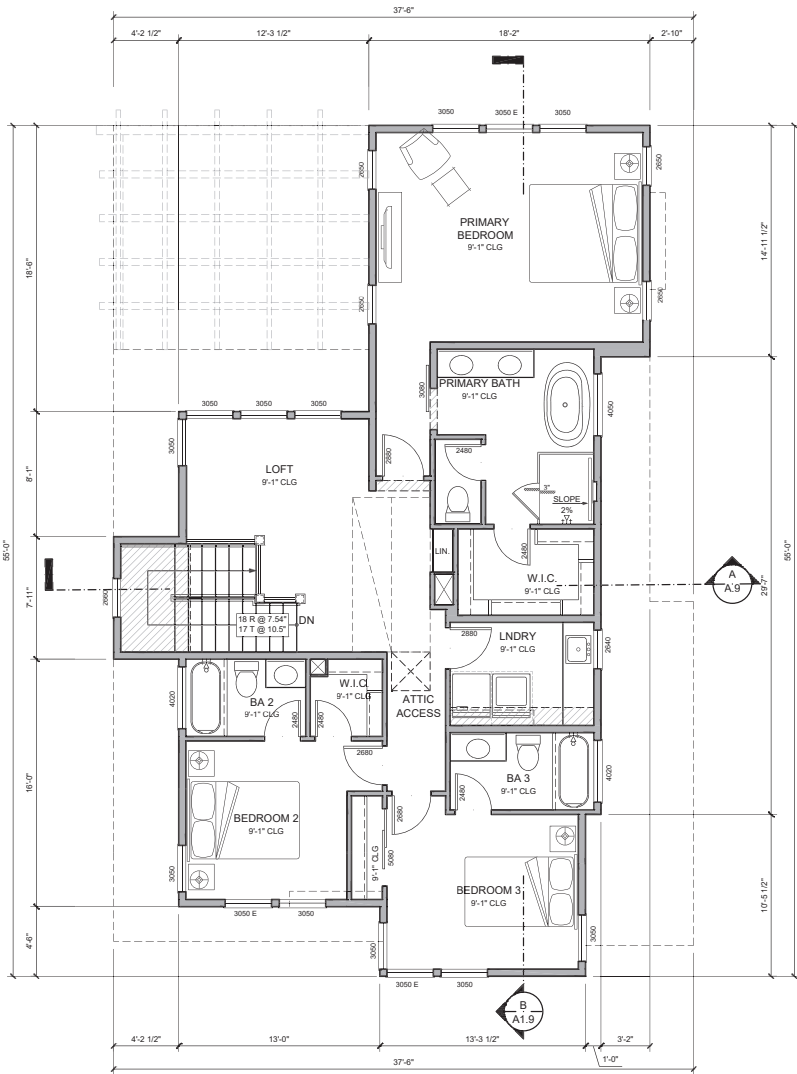 37'-6"
4'-2 1/2"
12'-3 1/2"
18'-2"
2'-10"
3050
3050 E
3050
2650
2650
PRIMARY
BEDROOM
9'-1" CLG
14'-11 1/2"
18'-6"
2650
2650
PRIMARY BATH
9'-1" CLG
3080
4050
3050
3050
3050
3050
LOFT
9'-1" CLG
2880
2480
8'-1"
3"
SLOPE
2%
55'-0"
55'-0"
LIN.
2480
W.I.C.
9'-1" CLG
A
A.9
29'-7"
7'-11"
2660
18 R @ 7.54"
17 T @ 10.5"
DN
2880
LNDRY
9'-1" CLG
2640
W.I.C.
9'-1" CLG
ATTIC
ACCESS
4020
BA 2
9'-1" CLG
2480
2480
2680
BA 3
9'-1" CLG
2480
4020
16'-0"
BEDROOM 2
9'-1" CLG
2680
9'-1" CLG
5080
3050
BEDROOM 3
9'-1" CLG
10'-5 1/2"
3050 E
3050
4'-6"
3050
3050
3050 E
3050
B
A1.9
4'-2 1/2"
13'-0"
13'-3 1/2"
3'-2"
1'-0"
37'-6"